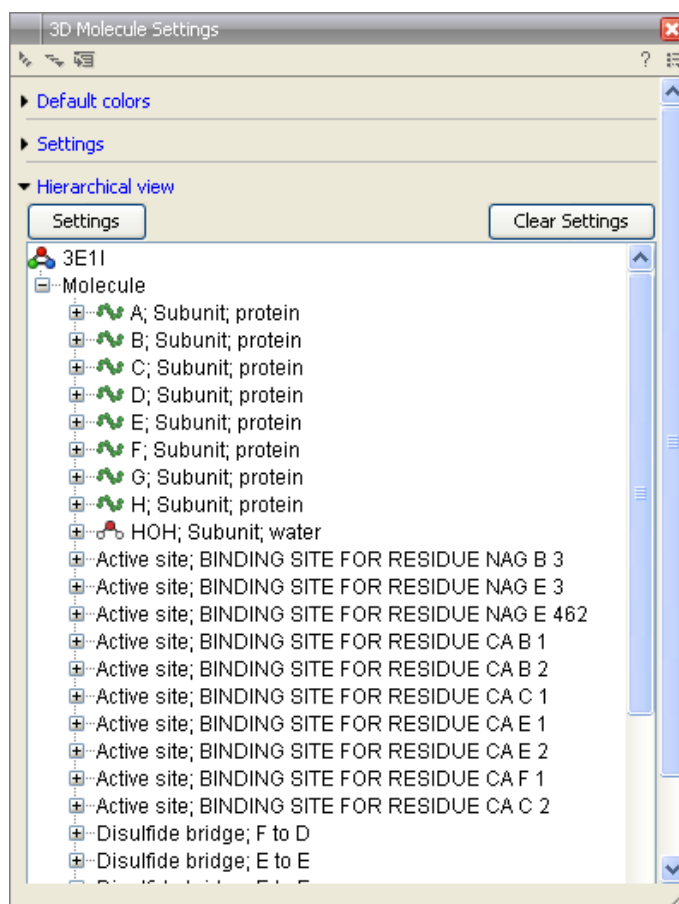 3D Molecule Settings
?
Default colors
Settings
Hierarchical view
Settings Clear Settings
3E1I
Molecule
A; Subunit; protein
B; Subunit; protein
C; Subunit; protein
D; Subunit; protein
E; Subunit; protein
F; Subunit; protein
G; Subunit; protein
H; Subunit; protein
HOH; Subunit; water
Active site; BINDING SITE FOR RESIDUE NAG B 3
Active site; BINDING SITE FOR RESIDUE NAG E 3
Active site; BINDING SITE FOR RESIDUE NAG E 462
Active site; BINDING SITE FOR RESIDUE CA B 1
Active site; BINDING SITE FOR RESIDUE CA B 2
Active site; BINDING SITE FOR RESIDUE CA C 1
Active site; BINDING SITE FOR RESIDUE CA E 1
Active site; BINDING SITE FOR RESIDUE CA E 2
Active site; BINDING SITE FOR RESIDUE CA F 1
Active site; BINDING SITE FOR RESIDUE CA C 2
Disulfide bridge; F to D
Disulfide bridge; E to E